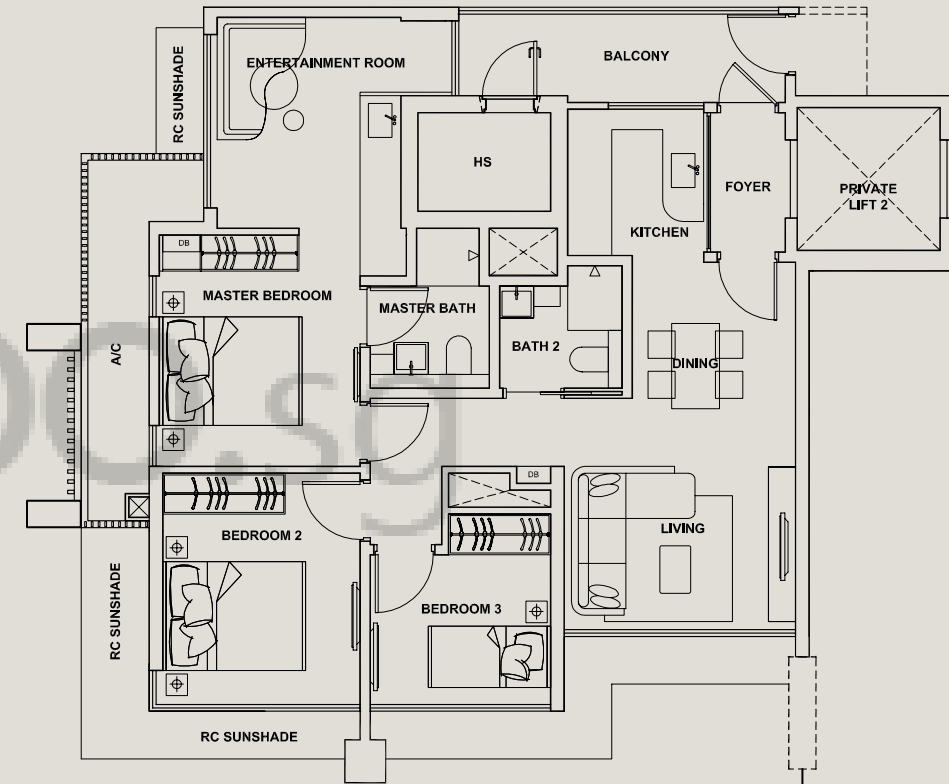 BALCONY
ENTERTAINMENT ROOM
RC SUNSHADE
HS
FOYER
PRIVATE
LIFT 2
KITCHEN
DB
MASTER BEDROOM
MASTER BATH
A/C
BATH 2
DINING
.sg
DB
LIVING
BEDROOM 2
BEDROOM 3
RC SUNSHADE
RC SUNSHADE